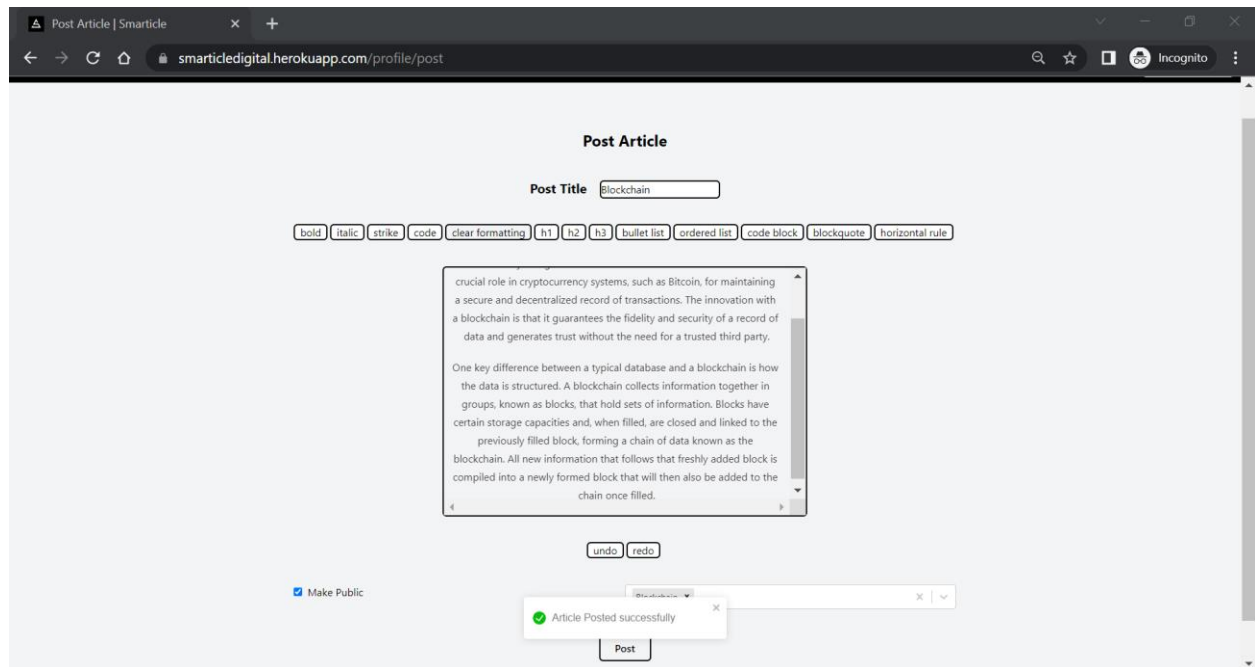 Post Article | Smarticle
smarticledigital.herokuapp.com/profile/post
Incognito
Post Article
Post Title Blockchain
bold italic strike code clear formatting h1 h2 h3 bullet list ordered list code block blockquote horizontal rule
crucial role in cryptocurrency systems, such as Bitcoin, for maintaining
a secure and decentralized record of transactions. The innovation with
a blockchain is that it guarantees the fidelity and security of a record of
data and generates trust without the need for a trusted third party.
One key difference between a typical database and a blockchain is how
the data is structured. A blockchain collects information together in
groups, known as blocks, that hold sets of information. Blocks have
certain storage capacities and, when filled, are closed and linked to the
previously filled block, forming a chain of data known as the
blockchain. All new information that follows that freshly added block is
compiled into a newly formed block that will then also be added to the
chain once filled.
undo redo
Make Public
Article Posted successfully
Post